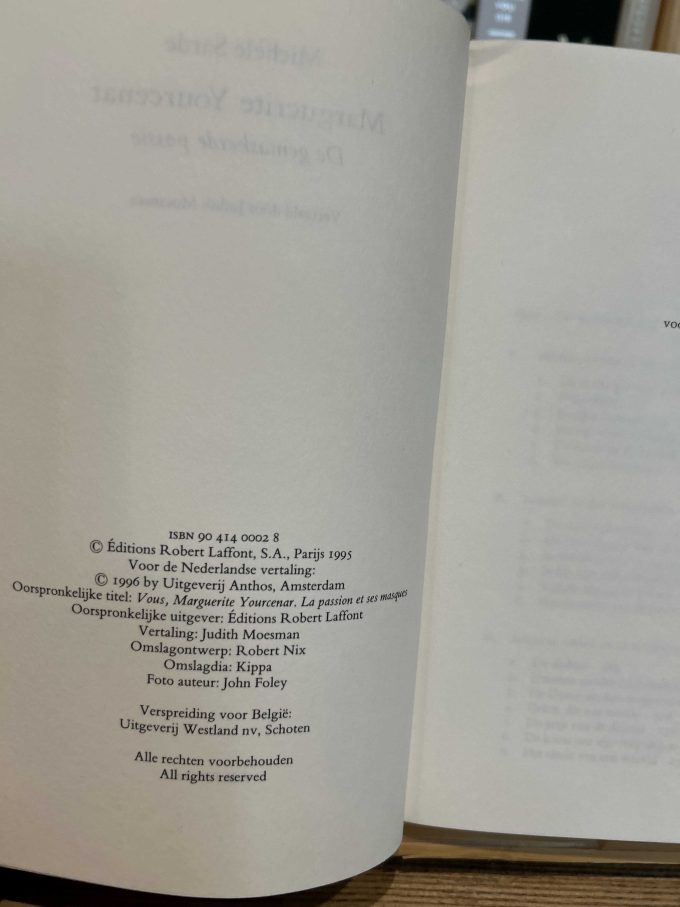 ISBN 90 414 0002 8
© Éditions Robert Laffont, S.A., Parijs 1995
Voor de Nederlandse vertaling:
© 1996 by Uitgeverij Anthos, Amsterdam
Oorspronkelijke titel: Vous, Marguerite Yourcenar. La passion et ses masques
Oorspronkelijke uitgever: Éditions Robert Laffont
Vertaling: Judith Moesman
Omslagontwerp: Robert Nix
Omslagdia: Kippa
Foto auteur: John Foley
Verspreiding voor België:
Uitgeverij Westland nv, Schoten
Alle rechten voorbehouden
All rights reserved